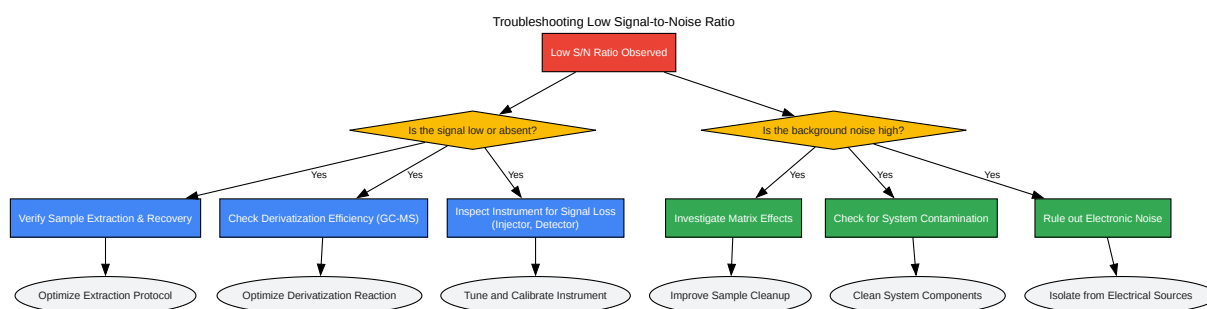 Troubleshooting Low Signal-to-Noise Ratio
Low S/N Ratio Observed
Is the signal low or absent?
Is the background noise high?
Yes
Yes
Yes
Yes
Yes
Yes
Verify Sample Extraction & Recovery
Check Derivatization Efficiency (GC-MS)
Inspect Instrument for Signal Loss
(Injector, Detector)
Investigate Matrix Effects
Check for System Contamination
Rule out Electronic Noise
Optimize Extraction Protocol
Optimize Derivatization Reaction
Tune and Calibrate Instrument
Improve Sample Cleanup
Clean System Components
Isolate from Electrical Sources